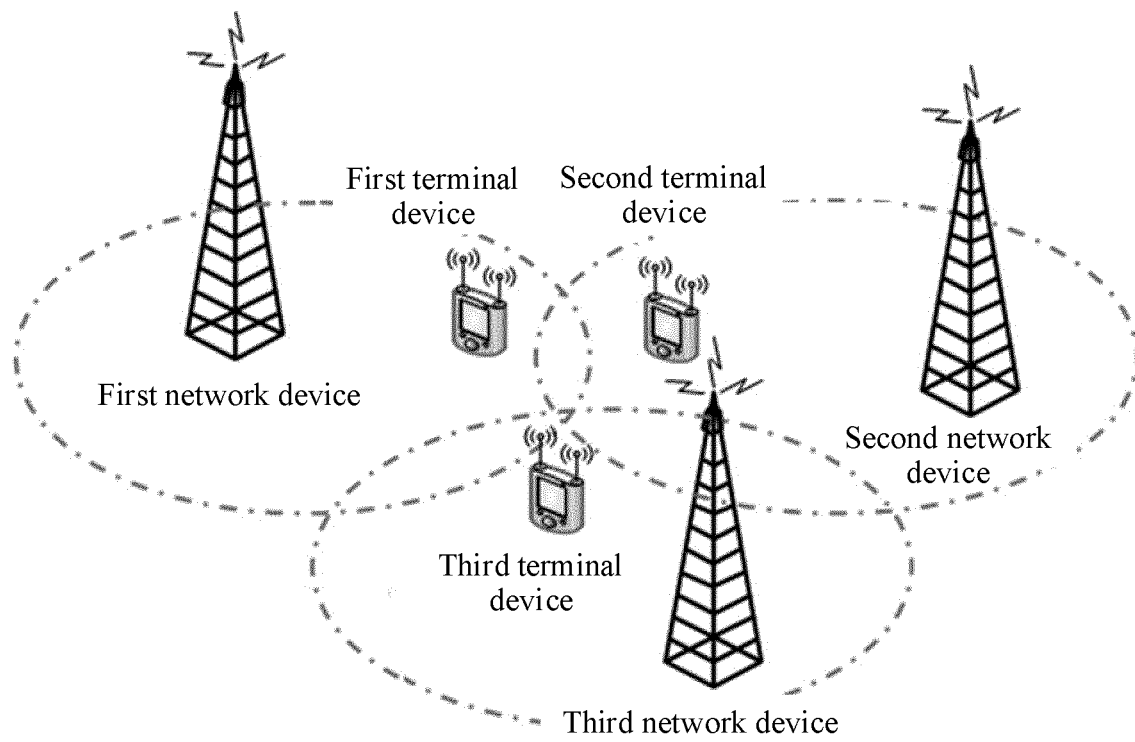 First terminal
device
Second terminal
device
First network device
Second network
device
Third terminal
device
Third network device